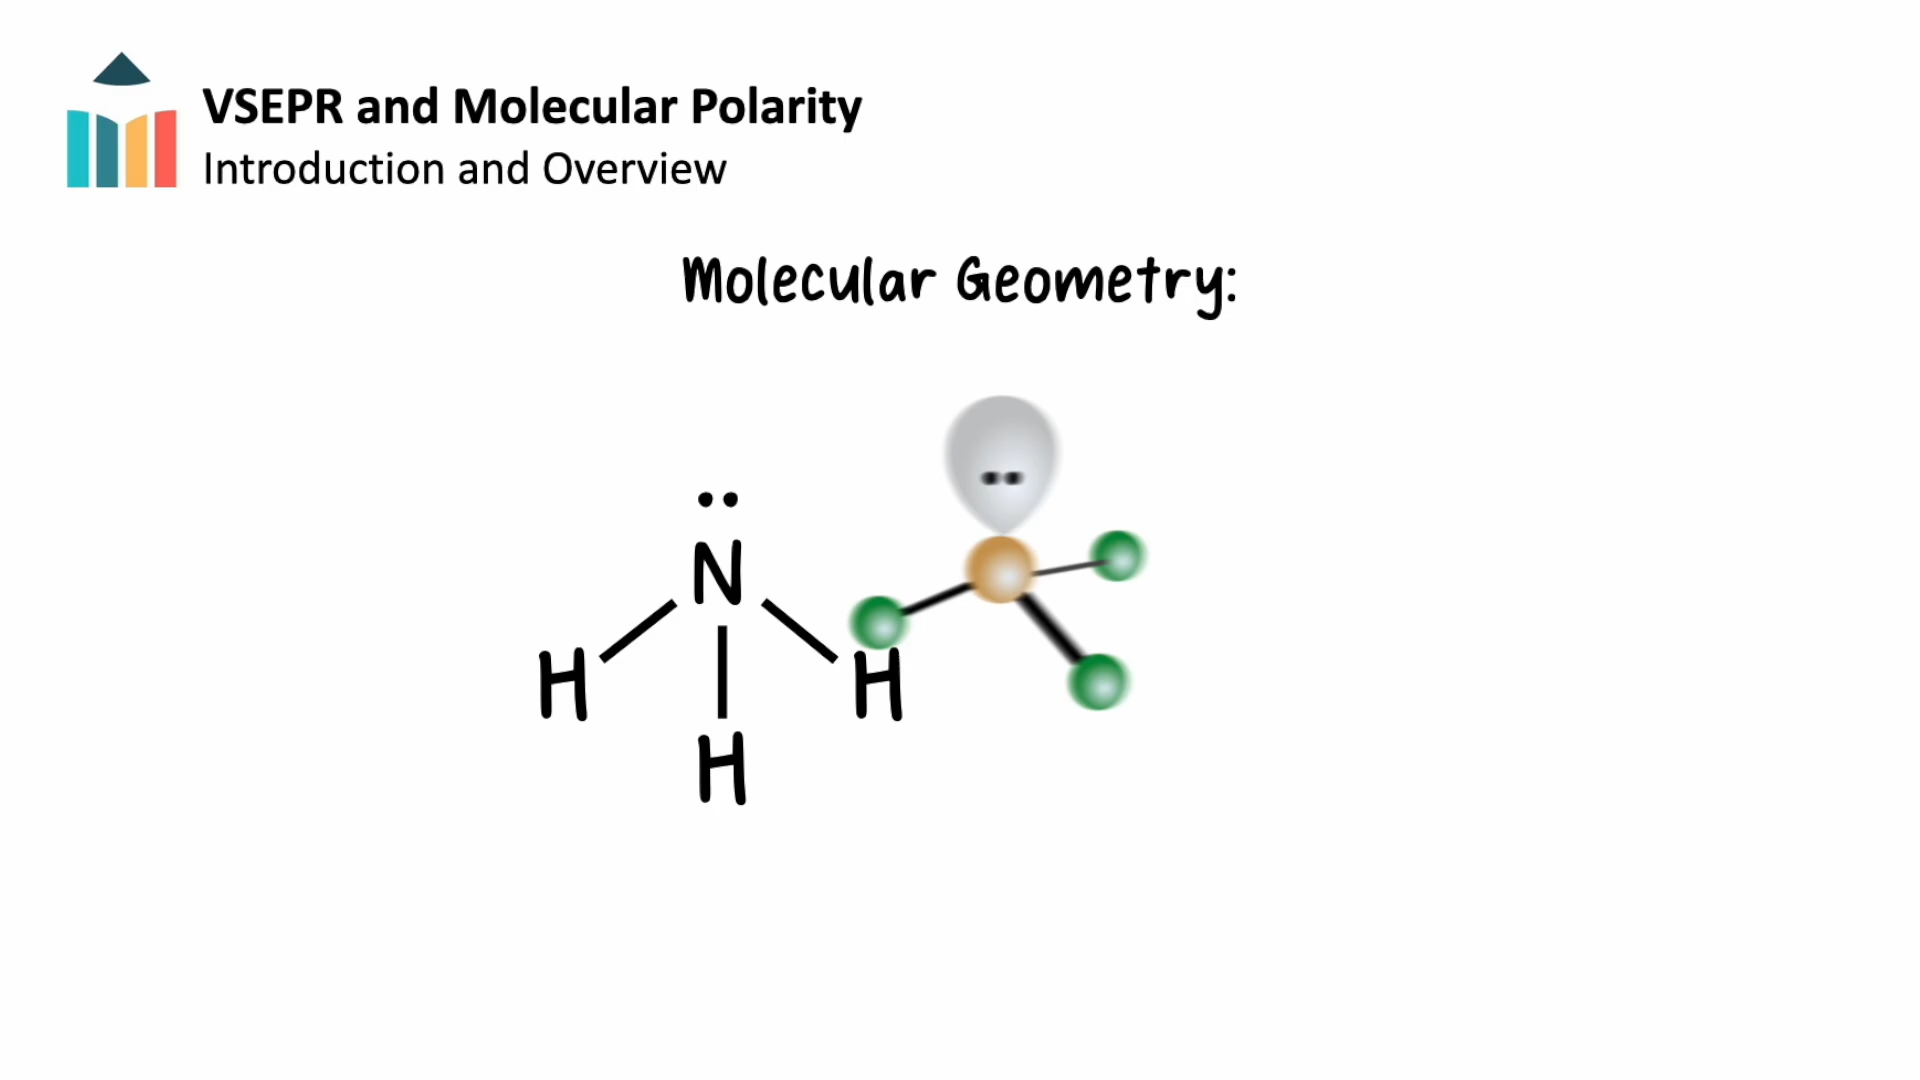 VSEPR and Molecular Polarity
Introduction and Overview
Molecular Geometry:
N
H H
H